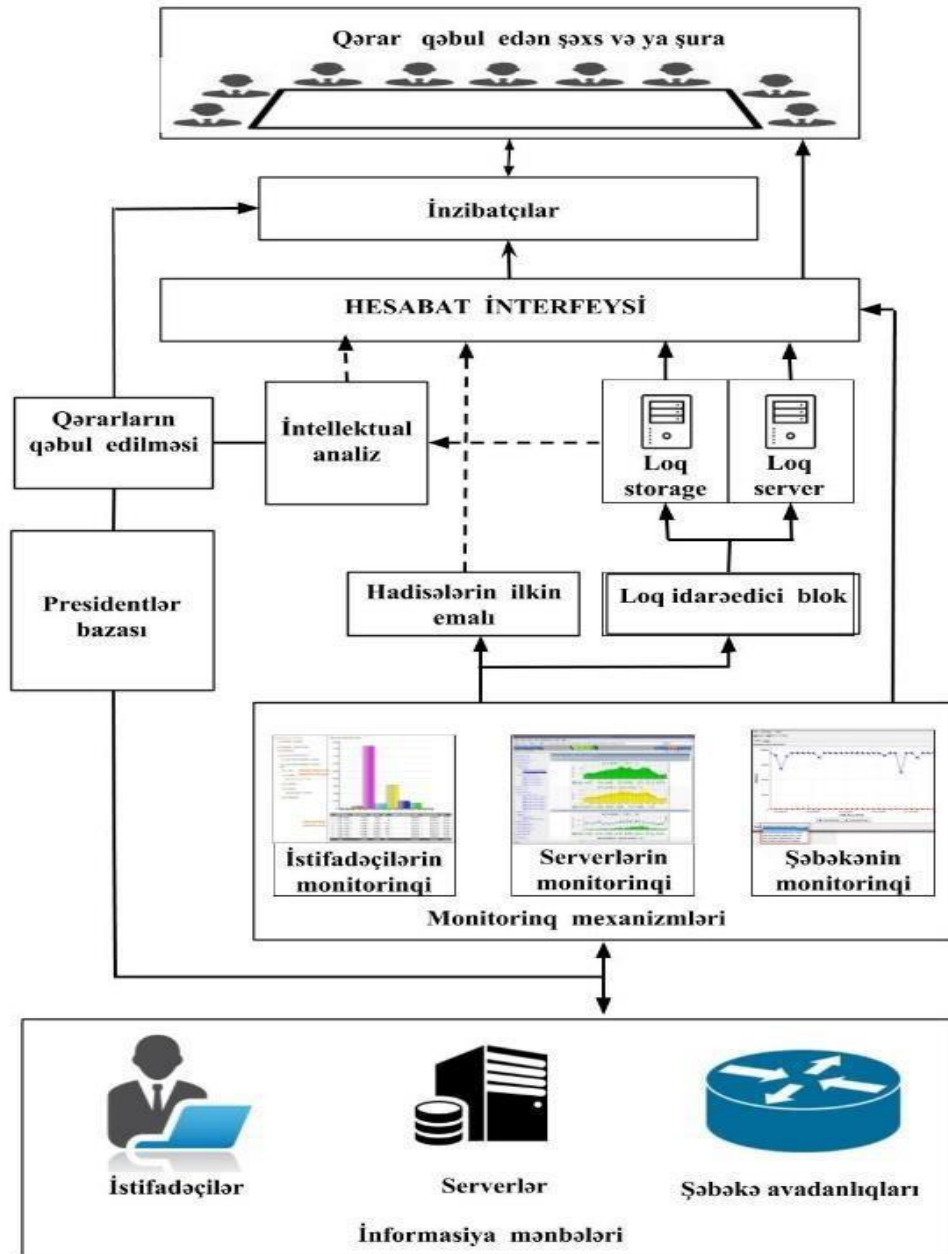 Qərar qəbul edən şəxs və ya şura
İnzibatçılar
HESABAT İNTERFEYSİ
Qərarların
qəbul edilməsi
İntellektual
analiz
Loq
storage
Loq
server
Presidentlər
bazası
Hadisələrin ilkin
emalı
Loq idarəedici blok
İstifadəçilərin
monitorinqi
Serverlərin
monitorinqi
Şəbəkənin
monitorinqi
Monitorinq mexanizmləri
İstifadəçilər
Serverlər
Şəbəkə avadanlıqları
İnformasiya mənbələri